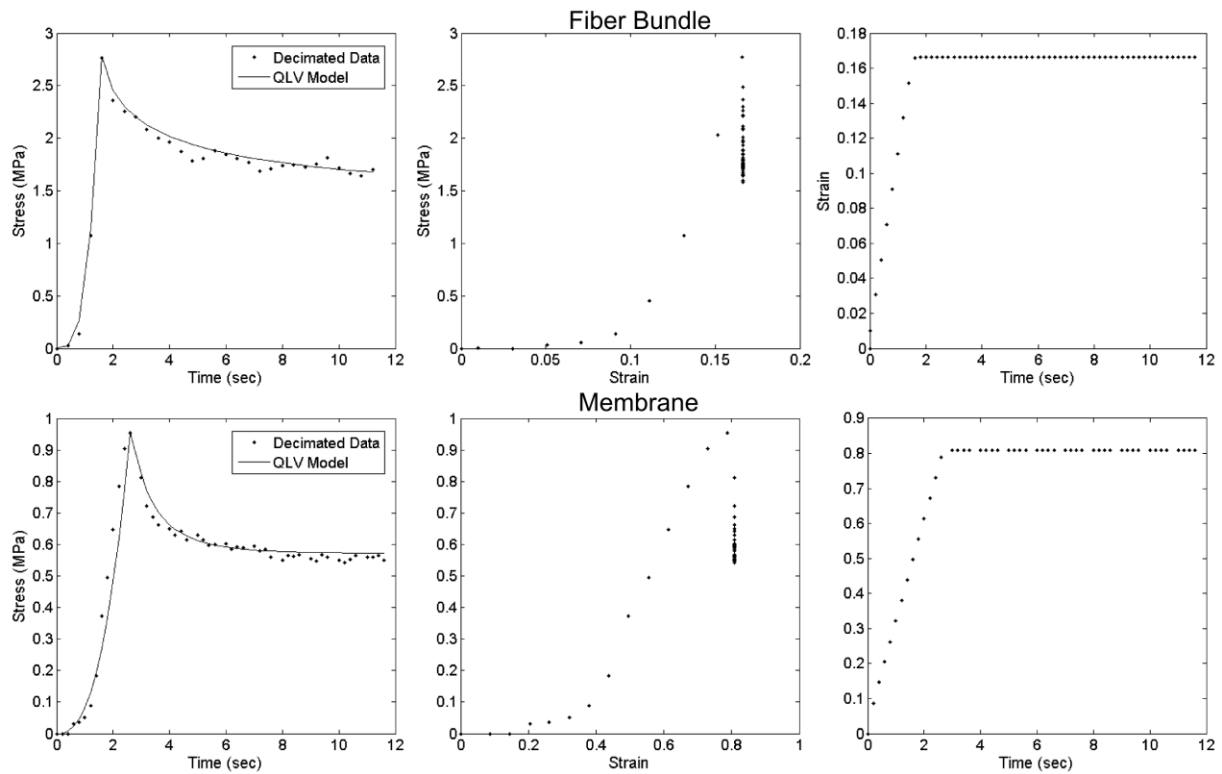 Fiber Bundle
3
2.5
2
1.5
1
0.5
0
0 2 4 6 8 10 12
Stress (MPa)
Time (sec)
Decimated Data
QLV Model
3
2.5
2
1.5
1
0.5
0
0 0.05 0.1 0.15 0.2
Stress (MPa)
Strain
0.18
0.16
0.14
0.12
0.1
0.08
0.06
0.04
0.02
0
0 2 4 6 8 10 12
Strain
Time (sec)
Membrane
1
0.9
0.8
0.7
0.6
0.5
0.4
0.3
0.2
0.1
0
0 2 4 6 8 10 12
Stress (MPa)
Time (sec)
Decimated Data
QLV Model
1
0.9
0.8
0.7
0.6
0.5
0.4
0.3
0.2
0.1
0
0 0.2 0.4 0.6 0.8 1
Stress (MPa)
Strain
0.9
0.8
0.7
0.6
0.5
0.4
0.3
0.2
0.1
0
0 2 4 6 8 10 12
Strain
Time (sec)